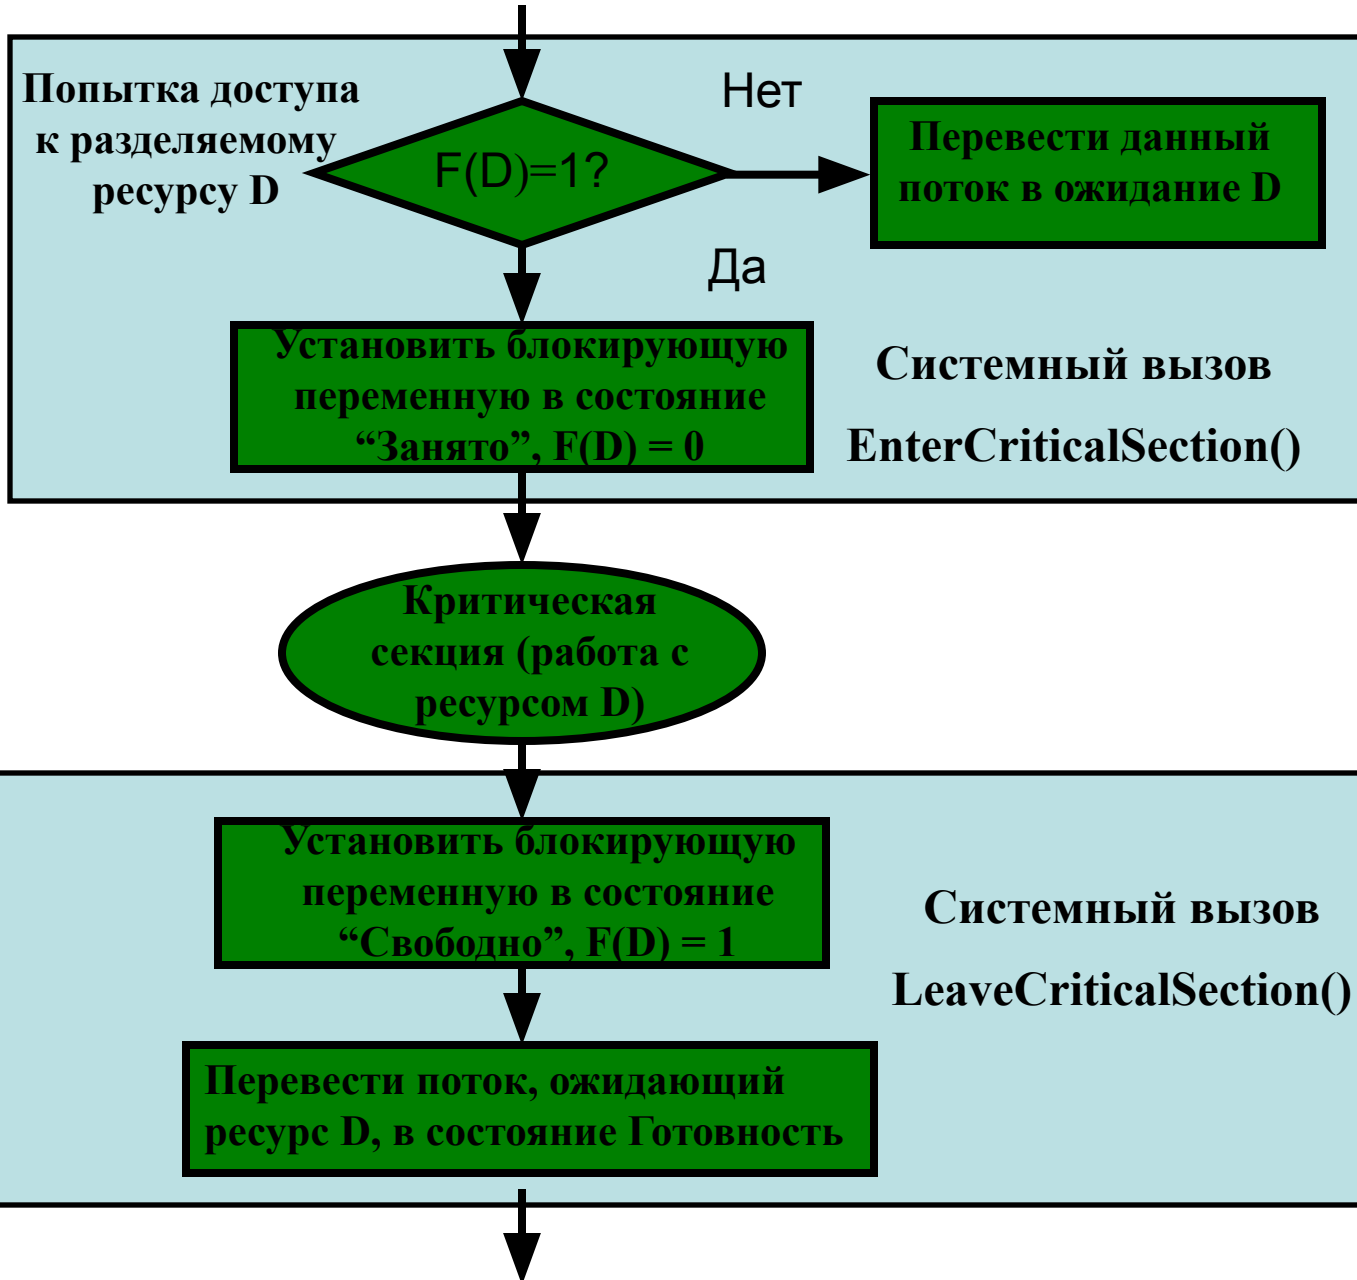 Попытка доступа
к разделяемому
ресурсу D
F(D)=1?
Нет
Перевести данный
поток в ожидание D
Да
Установить блокирующую
переменную в состояние
“Занято”, F(D) = 0
Системный вызов
EnterCriticalSection()
Критическая
секция (работа с
ресурсом D)
Установить блокирующую
переменную в состояние
“Свободно”, F(D) = 1
Системный вызов
LeaveCriticalSection()
Перевести поток, ожидающий
ресурс D, в состояние Готовность